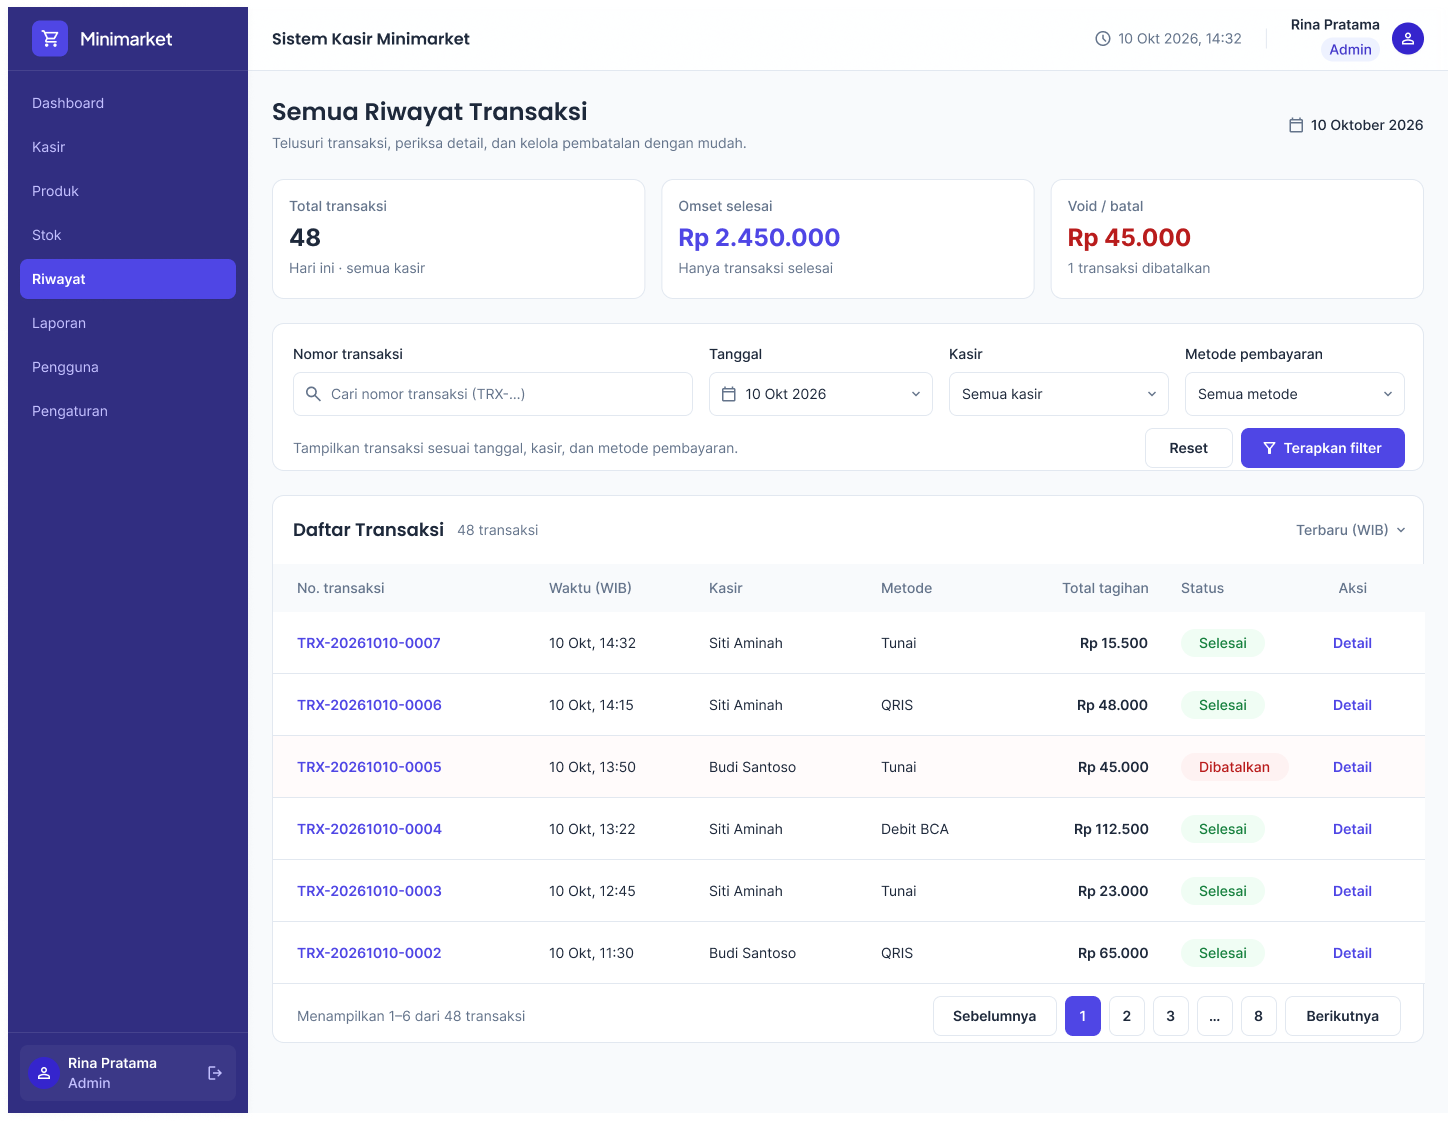 Minimarket
Dashboard
Kasir
Produk
Stok
Riwayat
Laporan
Pengguna
Pengaturan
Rina Pratama
Admin
Sistem Kasir Minimarket
10 Okt 2026, 14:32
Rina Pratama
Admin
Semua Riwayat Transaksi
Telusuri transaksi, periksa detail, dan kelola pembatalan dengan mudah.
10 Oktober 2026
Total transaksi
48
Hari ini · semua kasir
Omset selesai
Rp 2.450.000
Hanya transaksi selesai
Void / batal
Rp 45.000
1 transaksi dibatalkan
Nomor transaksi
Cari nomor transaksi (TRX-...)
Tanggal
10 Okt 2026
Kasir
Semua kasir
Metode pembayaran
Semua metode
Tampilkan transaksi sesuai tanggal, kasir, dan metode pembayaran.
Reset
Terapkan filter
Daftar Transaksi 48 transaksi
Terbaru (WIB)
No. transaksi Waktu (WIB) Kasir Metode Total tagihan Status Aksi
TRX-20261010-0007 10 Okt, 14:32 Siti Aminah Tunai Rp 15.500 Selesai Detail
TRX-20261010-0006 10 Okt, 14:15 Siti Aminah QRIS Rp 48.000 Selesai Detail
TRX-20261010-0005 10 Okt, 13:50 Budi Santoso Tunai Rp 45.000 Dibatalkan Detail
TRX-20261010-0004 10 Okt, 13:22 Siti Aminah Debit BCA Rp 112.500 Selesai Detail
TRX-20261010-0003 10 Okt, 12:45 Siti Aminah Tunai Rp 23.000 Selesai Detail
TRX-20261010-0002 10 Okt, 11:30 Budi Santoso QRIS Rp 65.000 Selesai Detail
Menampilkan 1–6 dari 48 transaksi
Sebelumnya 1 2 3 ... 8 Berikutnya